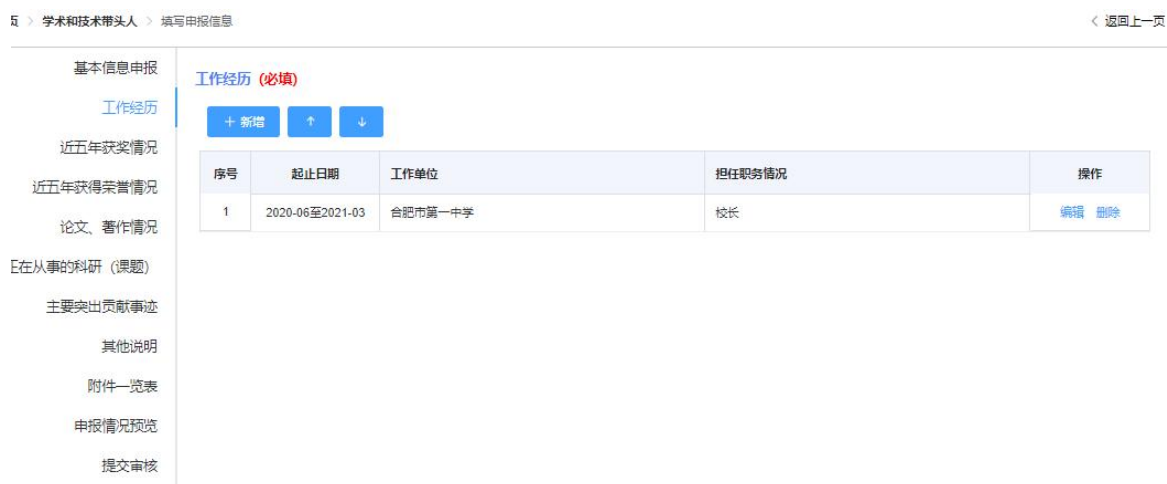 页 > 学术和技术带头人 > 填写申报信息
< 返回上一页
基本信息申报
工作经历
近五年获奖情况
近五年获得荣誉情况
论文、著作情况
正在从事的科研（课题）
主要突出贡献事迹
其他说明
附件一览表
申报情况预览
提交审核
工作经历 (必填)
+ 新增 ↑ ↓
序号 起止日期 工作单位 担任职务情况 操作
1 2020-06至2021-03 合肥市第一中学 校长 编辑 删除